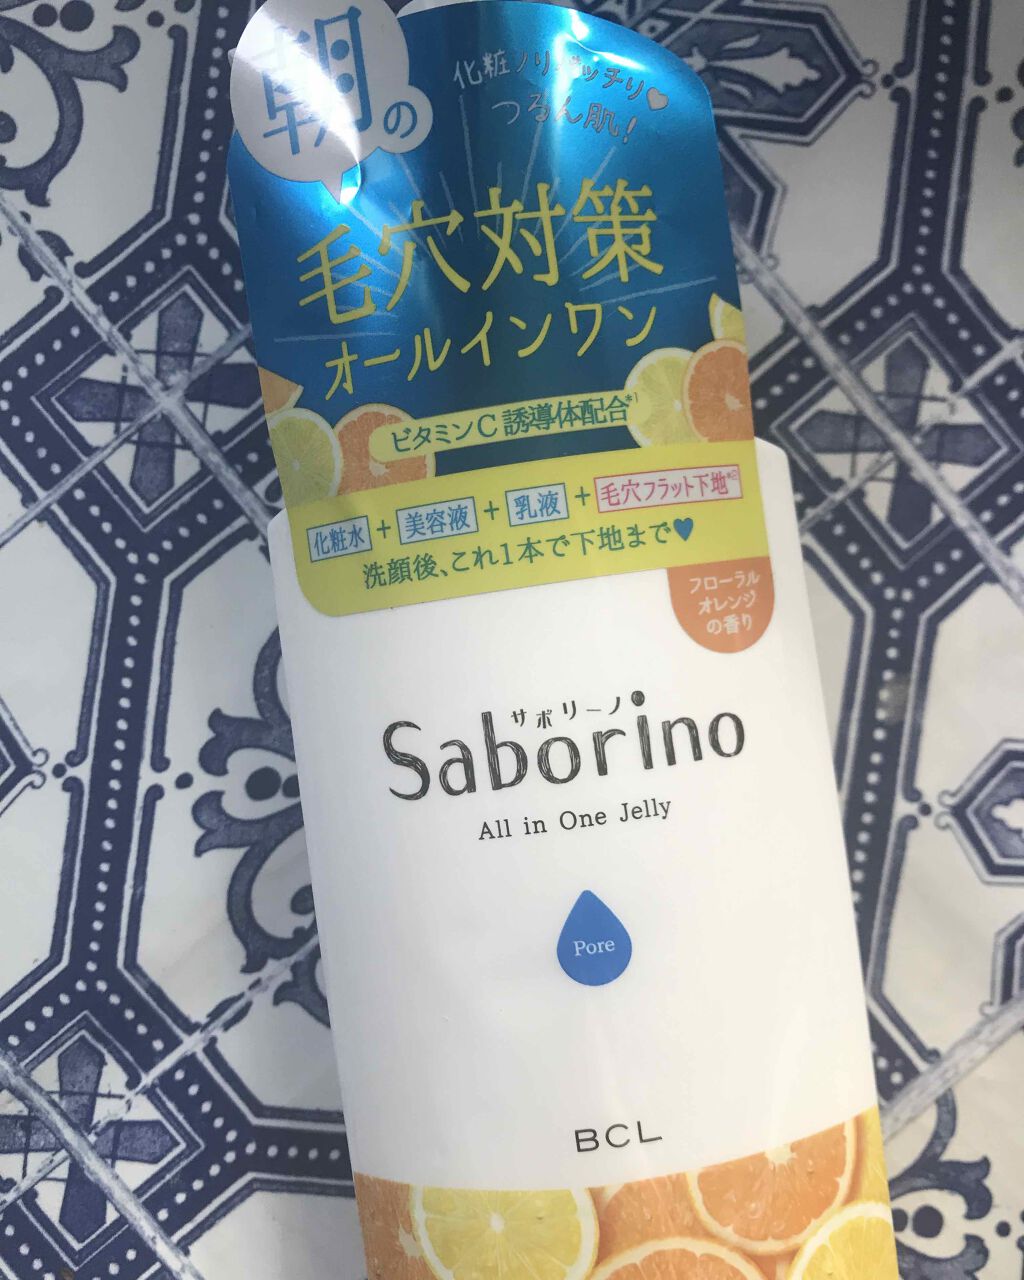 朝の
化粧ノリバッチリ♥
つるん肌!
毛穴対策
オールインワン
ビタミンC誘導体配合*1
化粧水+美容液+乳液+毛穴フラット下地*2
洗顔後、これ1本で下地まで♥
フローラル
オレンジ
の香り
サボリーノ
Saborino
All in One Jelly
Pore
BCL